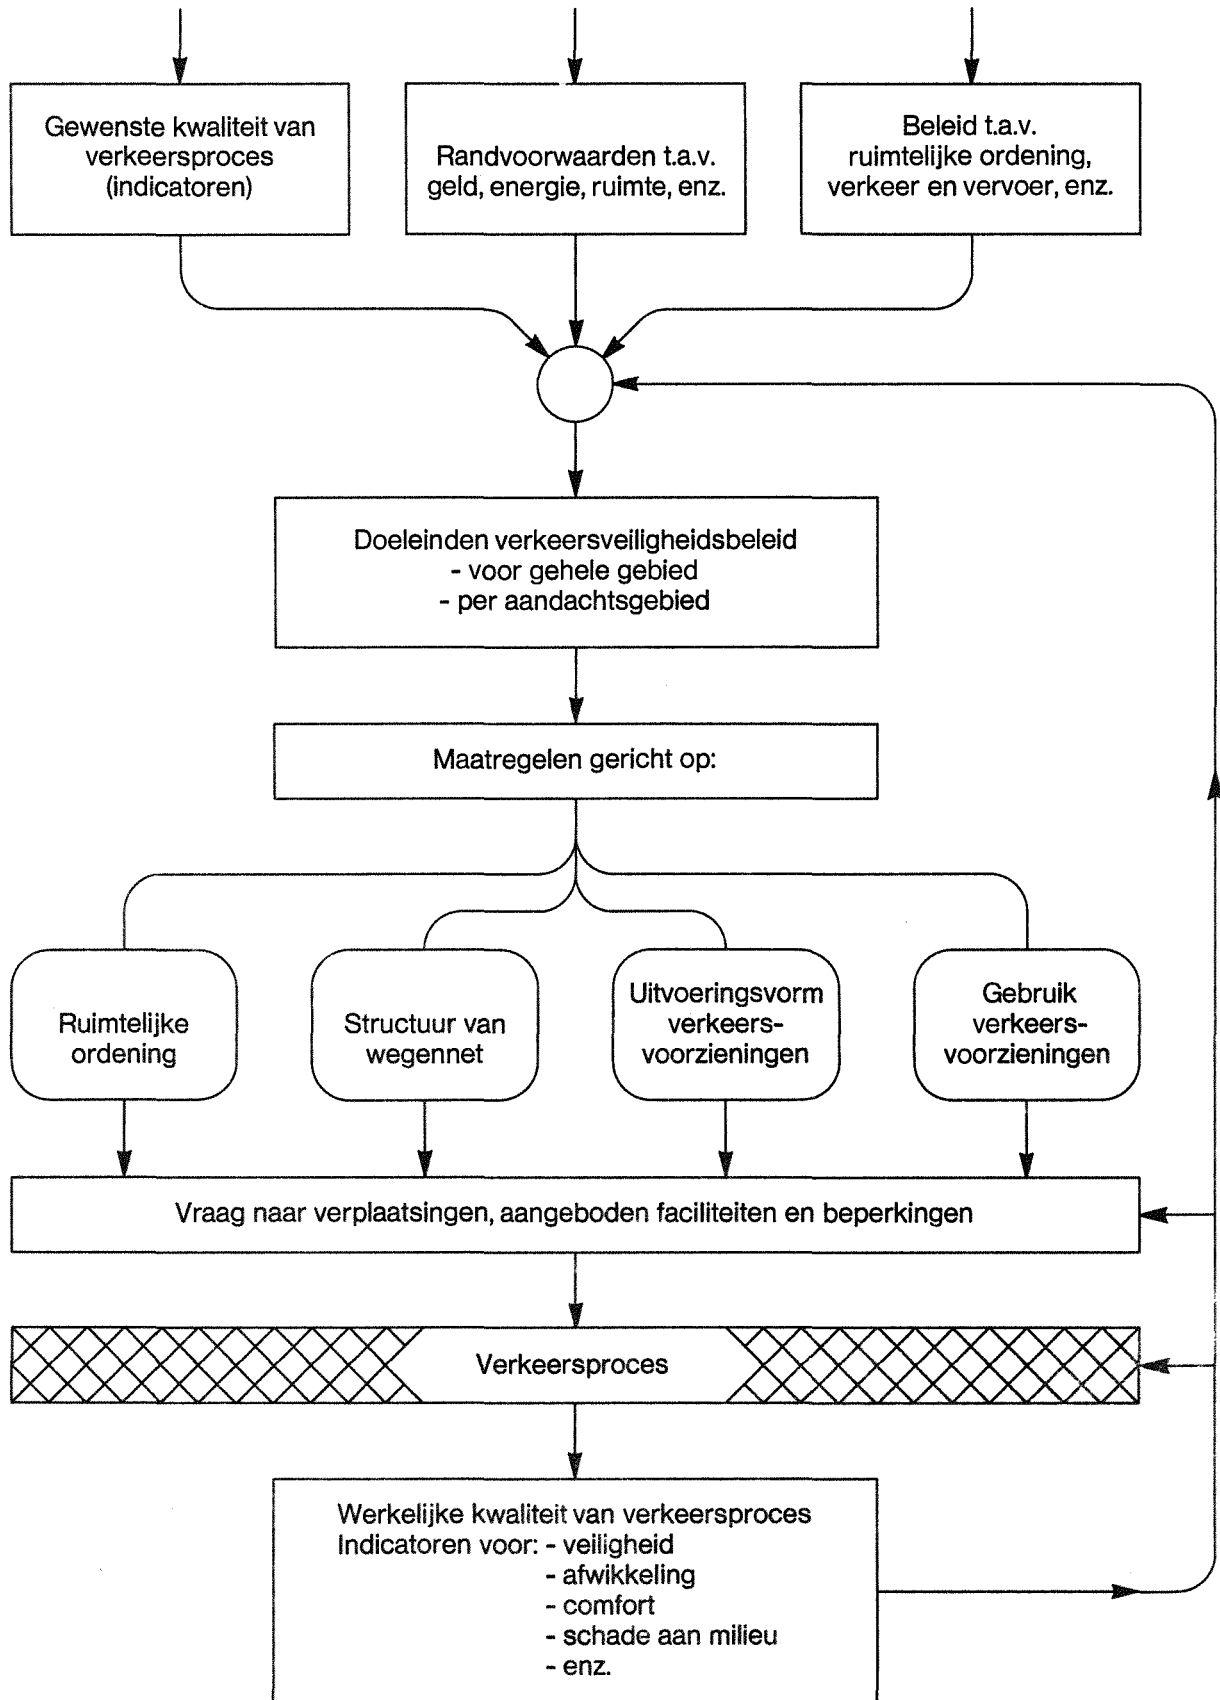 Gewenste kwaliteit van
verkeersproces
(indicatoren)
Randvoorwaarden t.a.v.
geld, energie, ruimte, enz.
Beleid t.a.v.
ruimtelijke ordening,
verkeer en vervoer, enz.
Doeleinden verkeersveiligheidsbeleid
- voor gehele gebied
- per aandachtsgebied
Maatregelen gericht op:
Ruimtelijke
ordening
Structuur van
wegennet
Uitvoeringsvorm
verkeers-
voorzieningen
Gebruik
verkeers-
voorzieningen
Vraag naar verplaatsingen, aangeboden faciliteiten en beperkingen
Verkeersproces
Werkelijke kwaliteit van verkeersproces
Indicatoren voor: - veiligheid
- afwikkeling
- comfort
- schade aan milieu
- enz.